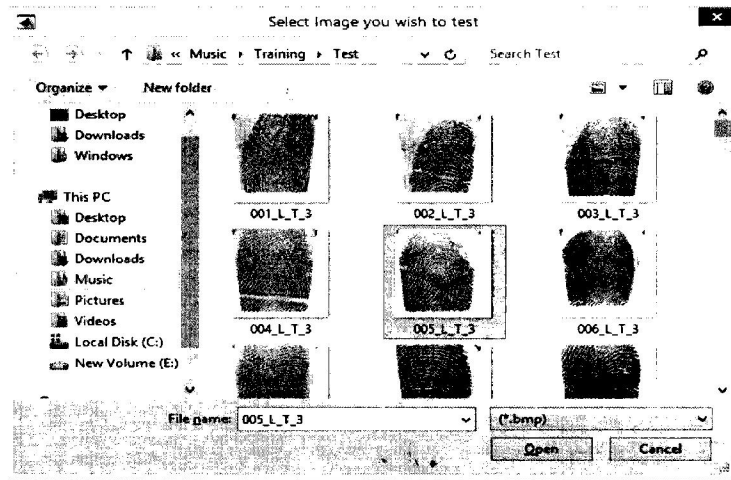 Select Image you wish to test
« Music Training Test
Search Test
Organize
New folder
Desktop
Downloads
Windows
This PC
Desktop
Documents
Downloads
Music
Pictures
Videos
Local Disk (C:)
New Volume (E:)
001_L_T_3
002_L_T_3
003_L_T_3
004_L_T_3
005_L_T_3
006_L_T_3
File name: 005_L_T_3
(*.bmp)
Open
Cancel